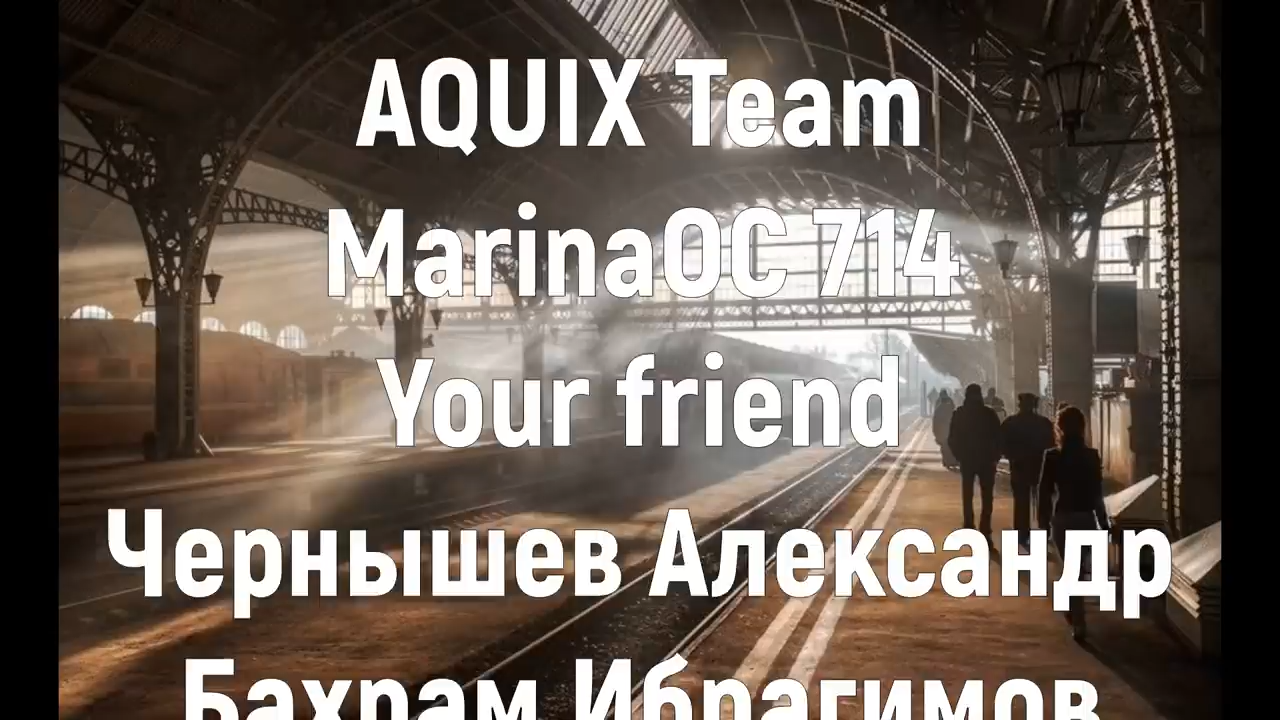 AQUIX Team
MarinaOC 714
Your friend
Чернышев Александр
Бахрам Ибрагимов